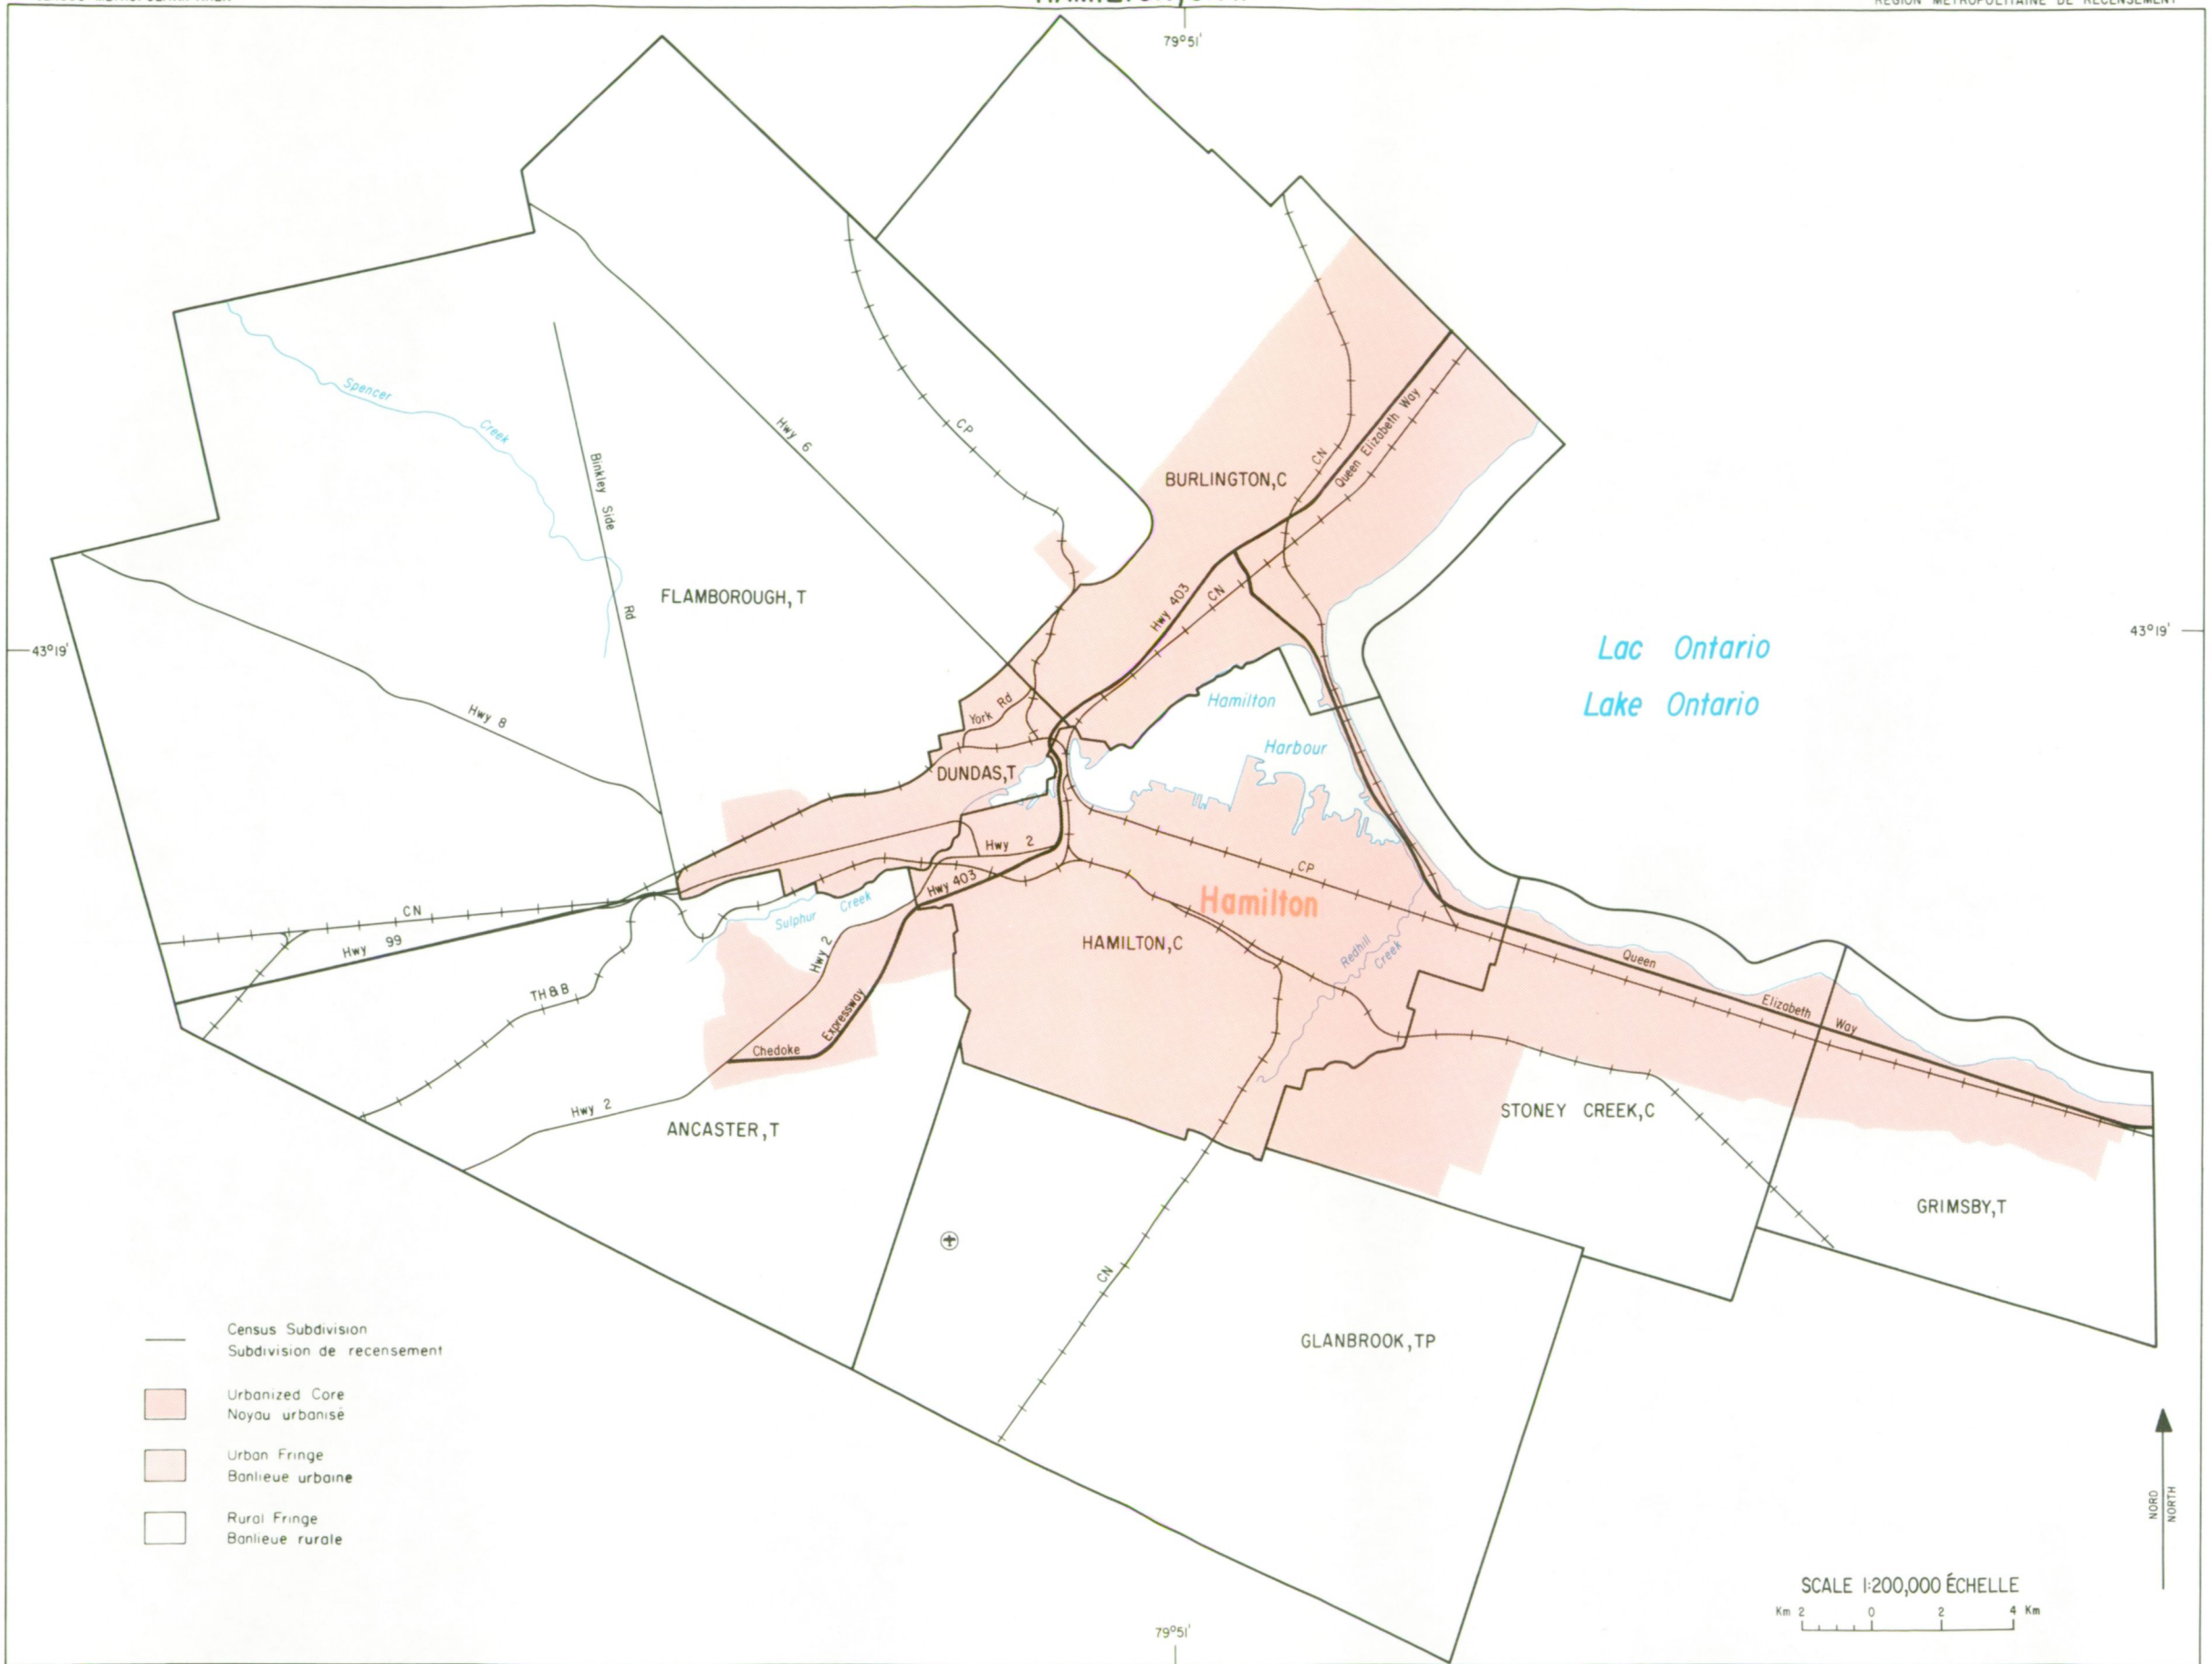 79°51'
Spencer
Creek
Binkley Side
Rd
Hwy 6
CP
FLAMBOROUGH, T
BURLINGTON, C
CN
Queen Elizabeth Way
Hwy 403
CN
43°19'
43°19'
Lac Ontario
Lake Ontario
Hamilton
Harbour
Hwy 8
York Rd
DUNDAS, T
Hwy 2
Hwy 403
CP
Hamilton
HAMILTON, C
Redhill
Creek
CN
Hwy 99
Sulphur Creek
Hwy 2
TH&B
Chedoke Expressway
Hwy 2
ANCASTER, T
Queen
Elizabeth
Way
STONEY CREEK, C
GRIMSBY, T
CN
GLANBROOK, TP
Census Subdivision
Subdivision de recensement
Urbanized Core
Noyau urbanisé
Urban Fringe
Banlieue urbaine
Rural Fringe
Banlieue rurale
NORD
NORTH
SCALE 1:200,000 ÉCHELLE
Km 2 0 2 4 Km
79°51'